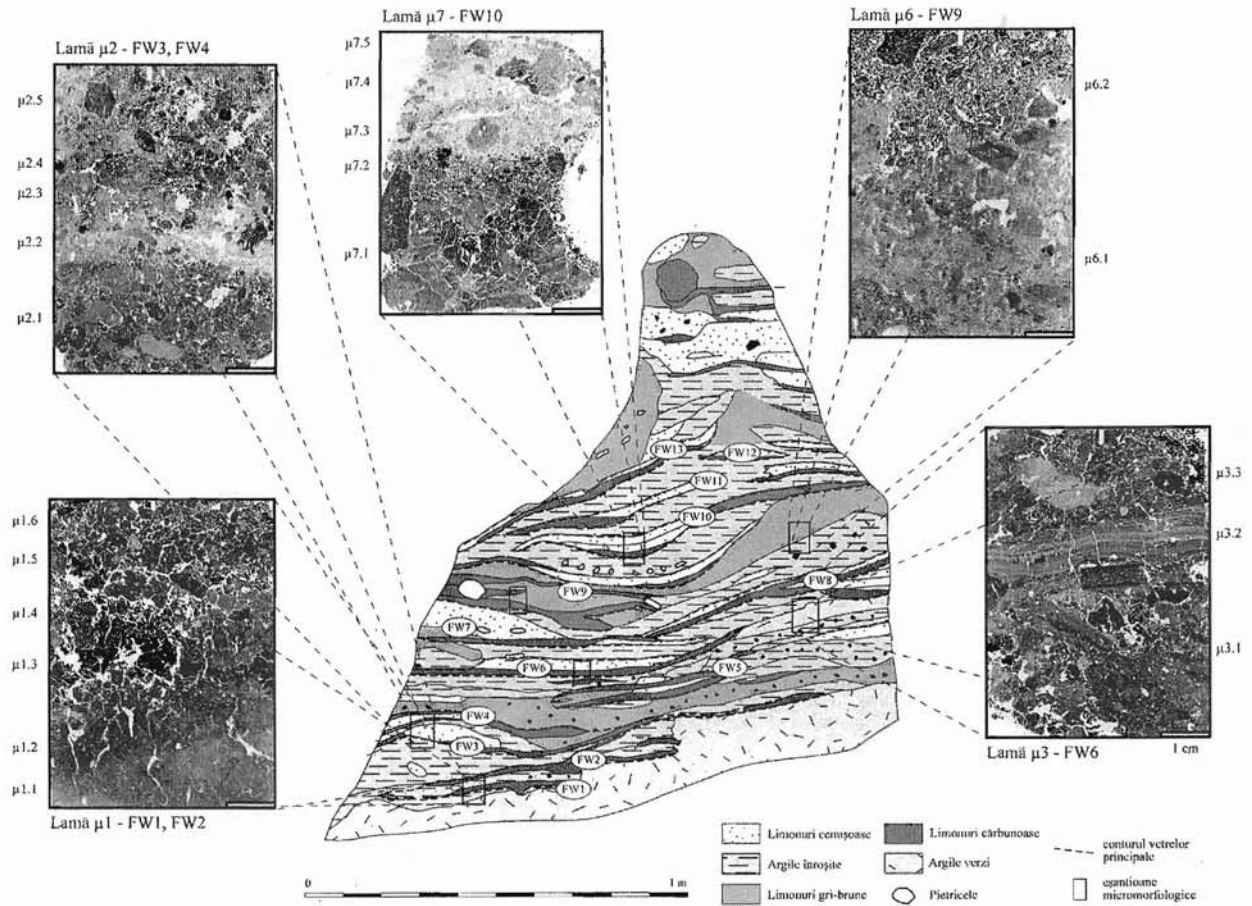 Lamă µ7 - FW10
Lamă µ6 - FW9
Lamă µ2 - FW3, FW4
µ7.5
µ7.4
µ7.3
µ7.2
µ7.1
µ6.2
µ6.1
µ2.5
µ2.4
µ2.3
µ2.2
µ2.1
µ1.6
µ1.5
µ1.4
µ1.3
µ1.2
µ1.1
Lamă µ1 - FW1, FW2
FW13
FW12
FW11
FW10
FW8
FW9
FW7
FW6
FW5
FW4
FW3
FW2
FW1
µ3.3
µ3.2
µ3.1
1 cm
Lamă µ3 - FW6
0
1 m
Limonuri cenușoase
Limonuri cărbunoase
conturul vetrelor
principale
Argile înroșite
Argile verzi
Limonuri gri-brune
Pietricele
eșantioane
micromorfologice